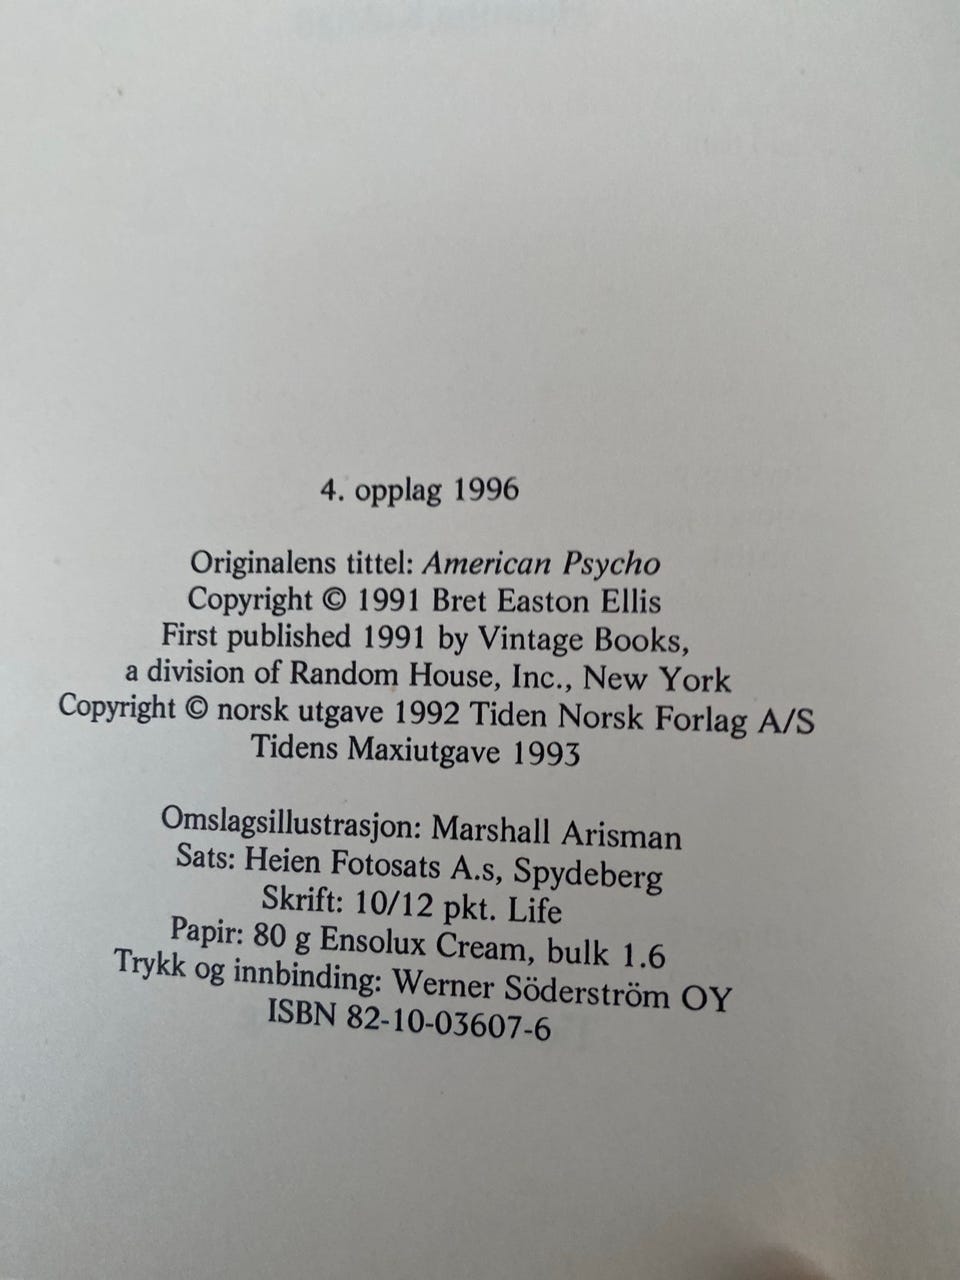 4. opplag 1996
Originalens tittel: American Psycho
Copyright © 1991 Bret Easton Ellis
First published 1991 by Vintage Books,
a division of Random House, Inc., New York
Copyright © norsk utgave 1992 Tiden Norsk Forlag A/S
Tidens Maxiutgave 1993
Omslagsillustrasjon: Marshall Arisman
Sats: Heien Fotosats A.s, Spydeberg
Skrift: 10/12 pkt. Life
Papir: 80 g Ensolux Cream, bulk 1.6
Trykk og innbinding: Werner Söderström OY
ISBN 82-10-03607-6